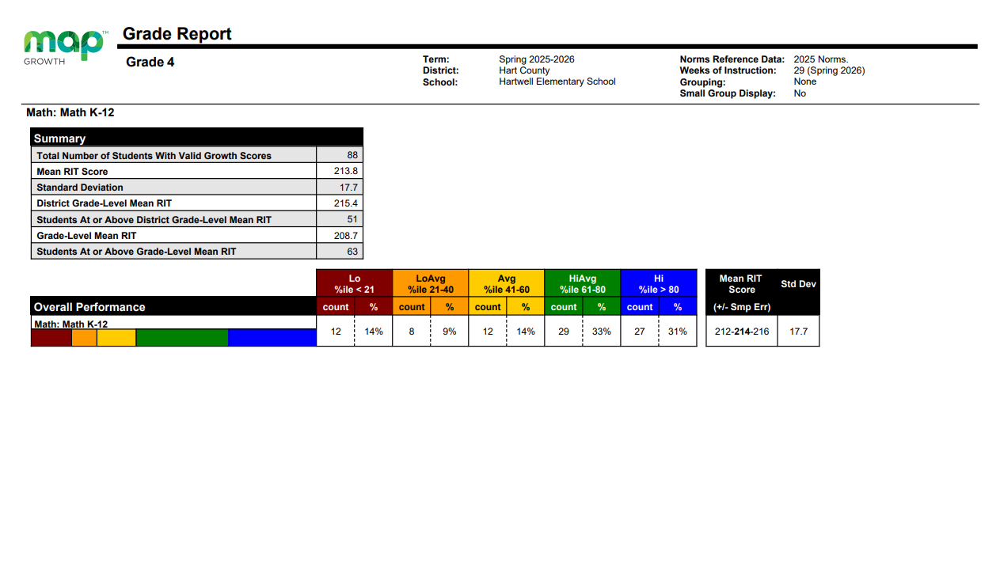 map™
GROWTH
Grade Report
Grade 4
Term: Spring 2025-2026
District: Hart County
School: Hartwell Elementary School
Norms Reference Data: 2025 Norms.
Weeks of Instruction: 29 (Spring 2026)
Grouping: None
Small Group Display: No
Math: Math K-12
Summary
Total Number of Students With Valid Growth Scores 88
Mean RIT Score 213.8
Standard Deviation 17.7
District Grade-Level Mean RIT 215.4
Students At or Above District Grade-Level Mean RIT 51
Grade-Level Mean RIT 208.7
Students At or Above Grade-Level Mean RIT 63
Lo LoAvg Avg HiAvg Hi Mean RIT Score Std Dev
%ile < 21 %ile 21-40 %ile 41-60 %ile 61-80 %ile > 80
Overall Performance count % count % count % count % count % (+/- Smp Err)
Math: Math K-12
12 14% 8 9% 12 14% 29 33% 27 31% 212-214-216 17.7